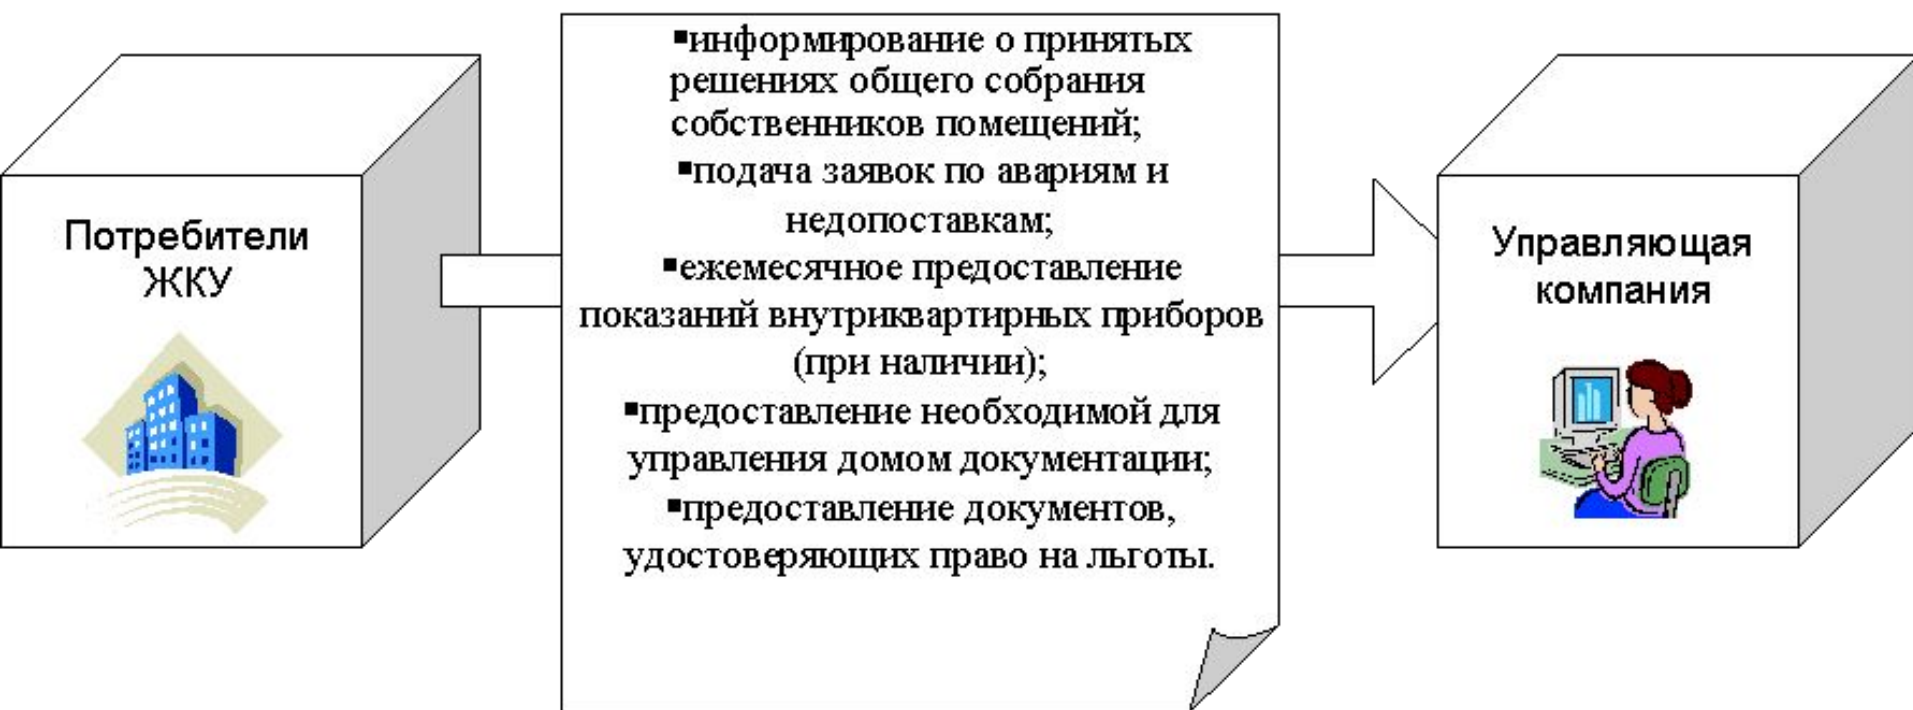 Потребители
ЖКУ
▪информирование о принятых
решениях общего собрания
собственников помещений;
▪подача заявок по авариям и
недопоставкам;
▪ежемесячное предоставление
показаний внутриквартирных приборов
(при наличии);
▪предоставление необходимой для
управления домом документации;
▪предоставление документов,
удостоверяющих право на льготы.
Управляющая
компания